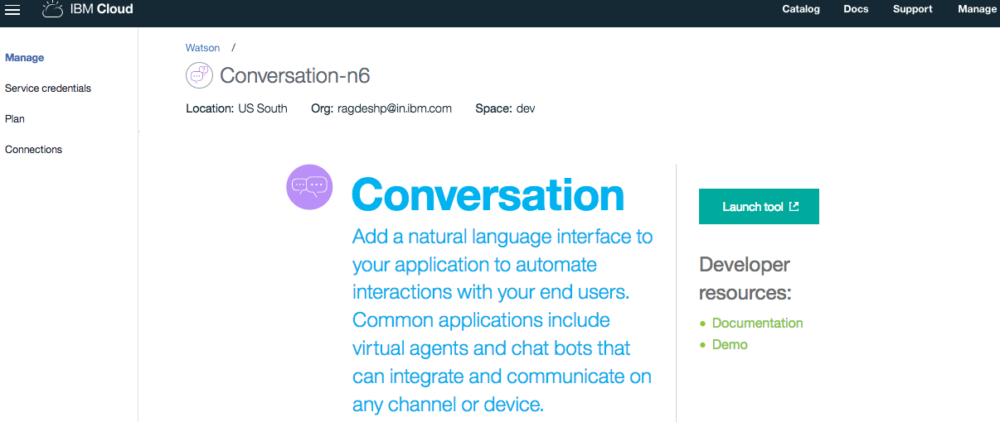 IBM Cloud
Catalog Docs Support Manage
Manage
Service credentials
Plan
Connections
Watson /
Conversation-n6
Location: US South Org: ragdeshp@in.ibm.com Space: dev
Conversation
Add a natural language interface to
your application to automate
interactions with your end users.
Common applications include
virtual agents and chat bots that
can integrate and communicate on
any channel or device.
Launch tool
Developer
resources:
• Documentation
• Demo